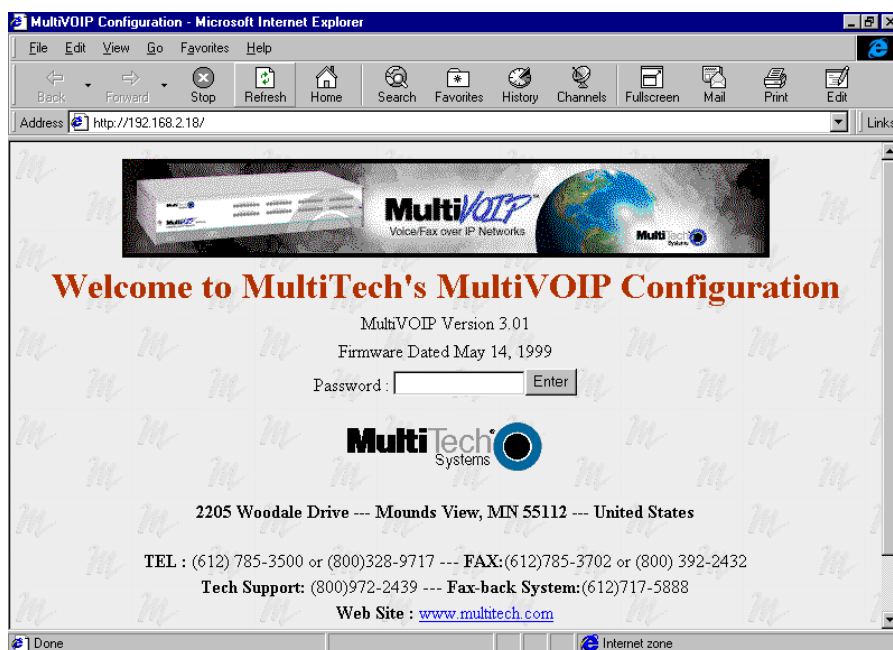 MultiVOIP Configuration - Microsoft Internet Explorer
File Edit View Go Favorites Help
Back Forward Stop Refresh Home Search Favorites History Channels Fullscreen Mail Print Edit
Address http://192.168.2.18/ Links
MultiVOIP™
Voice/Fax over IP Networks
MultiTech
Systems
Welcome to MultiTech's MultiVOIP Configuration
MultiVOIP Version 3.01
Firmware Dated May 14, 1999
Password : Enter
MultiTech®
Systems
2205 Woodale Drive --- Mounds View, MN 55112 --- United States
TEL : (612) 785-3500 or (800)328-9717 --- FAX:(612)785-3702 or (800) 392-2432
Tech Support: (800)972-2439 --- Fax-back System:(612)717-5888
Web Site : www.multitech.com
Done Internet zone